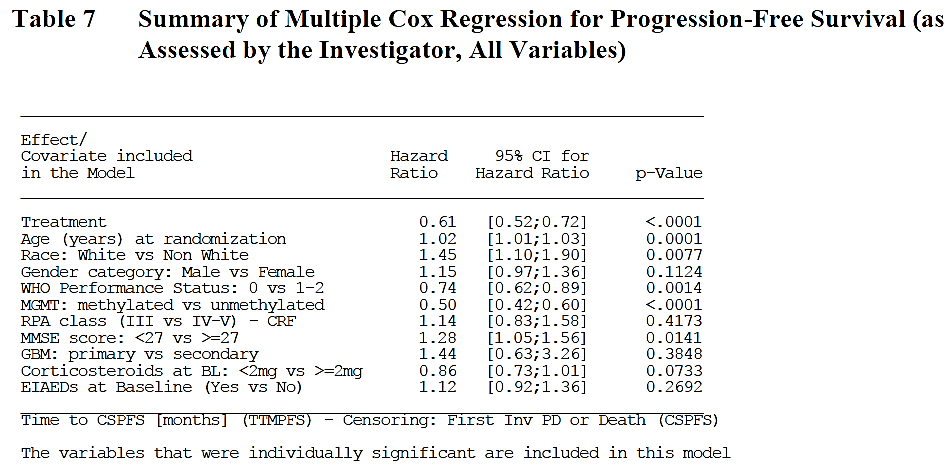 Table 7 Summary of Multiple Cox Regression for Progression-Free Survival (as
Assessed by the Investigator, All Variables)
Effect/
Covariate included Hazard 95% CI for
in the Model Ratio Hazard Ratio p-Value
Treatment 0.61 [0.52;0.72] <.0001
Age (years) at randomization 1.02 [1.01;1.03] 0.0001
Race: White vs Non White 1.45 [1.10;1.90] 0.0077
Gender category: Male vs Female 1.15 [0.97;1.36] 0.1124
WHO Performance Status: 0 vs 1-2 0.74 [0.62;0.89] 0.0014
MGMT: methylated vs unmethylated 0.50 [0.42;0.60] <.0001
RPA class (III vs IV-V) - CRF 1.14 [0.83;1.58] 0.4173
MMSE score: <27 vs >=27 1.28 [1.05;1.56] 0.0141
GBM: primary vs secondary 1.44 [0.63;3.26] 0.3848
Corticosteroids at BL: <2mg vs >=2mg 0.86 [0.73;1.01] 0.0733
EIAEDs at Baseline (Yes vs No) 1.12 [0.92;1.36] 0.2692
Time to CSPFS [months] (TTMPFS) - Censoring: First Inv PD or Death (CSPFS)
The variables that were individually significant are included in this model